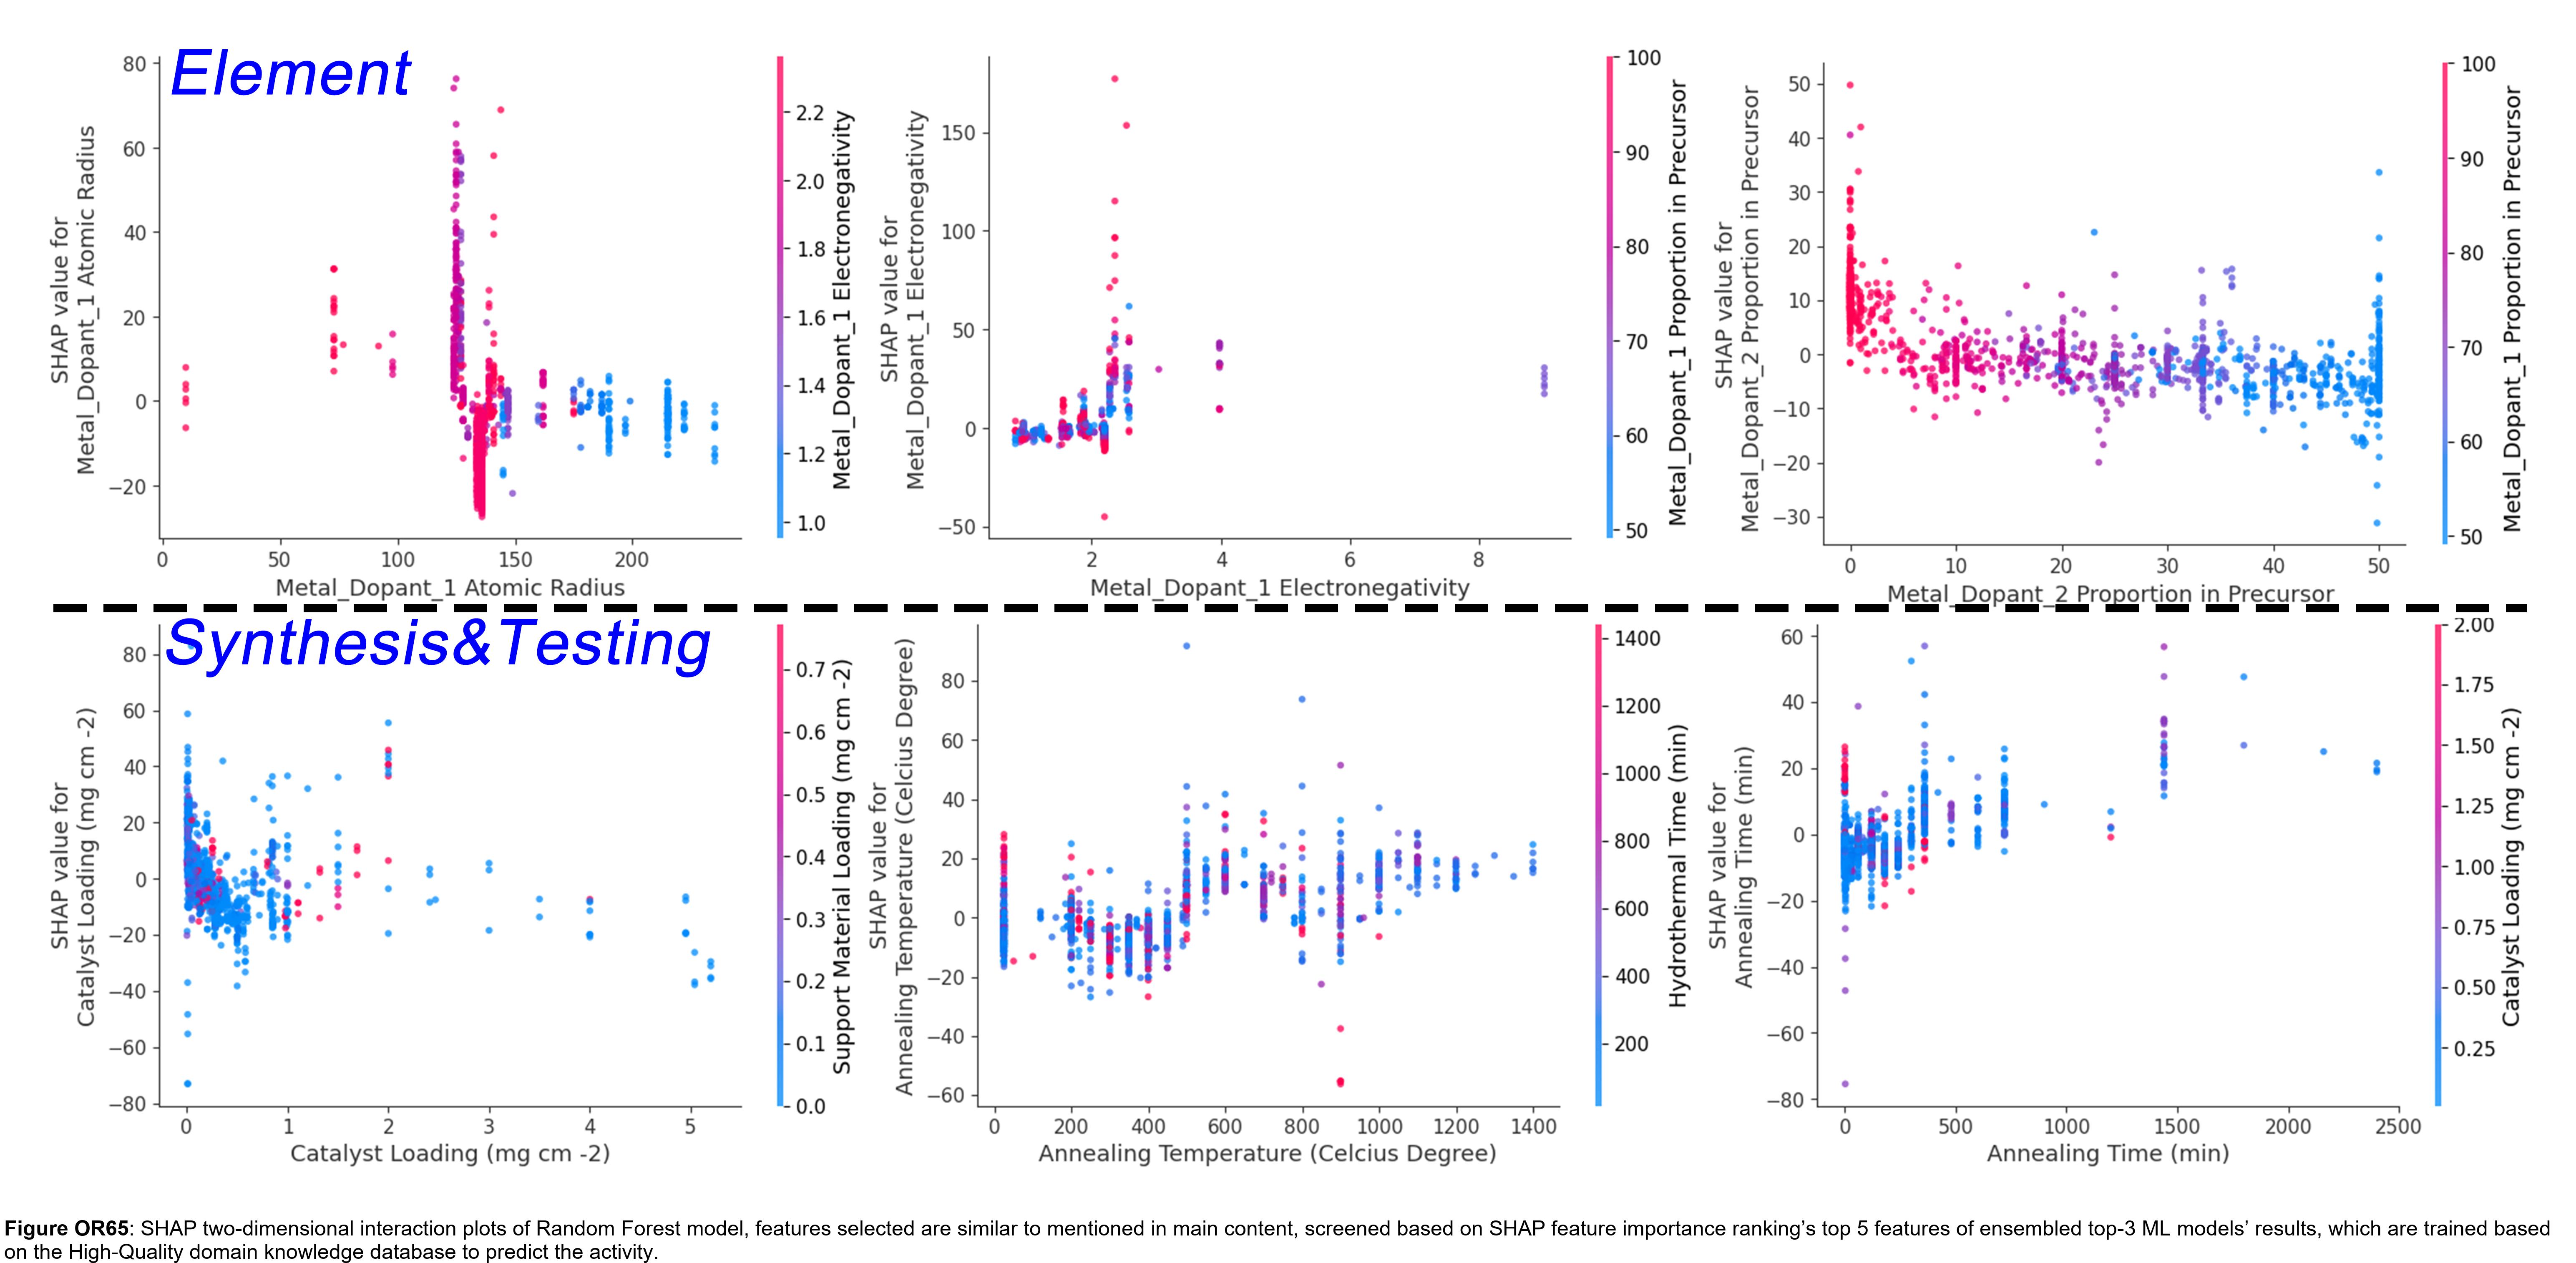 Element
80
60
40
20
0
−20
SHAP value for
Metal_Dopant_1 Atomic Radius
0 50 100 150 200
Metal_Dopant_1 Atomic Radius
2.2
2.0
1.8
1.6
1.4
1.2
1.0
Metal_Dopant_1 Electronegativity
SHAP value for
Metal_Dopant_1 Electronegativity
150
100
50
0
−50
2 4 6 8
Metal_Dopant_1 Electronegativity
100
90
80
70
60
50
Metal_Dopant_1 Proportion in Precursor
SHAP value for
Metal_Dopant_2 Proportion in Precursor
50
40
30
20
10
0
−10
−20
−30
0 10 20 30 40 50
Metal_Dopant_2 Proportion in Precursor
100
90
80
70
60
50
Metal_Dopant_1 Proportion in Precursor
Synthesis&Testing
SHAP value for
Catalyst Loading (mg cm -2)
80
60
40
20
0
−20
−40
−60
−80
0 1 2 3 4 5
Catalyst Loading (mg cm -2)
0.7
0.6
0.5
0.4
0.3
0.2
0.1
0.0
Support Material Loading (mg cm -2)
SHAP value for
Annealing Temperature (Celcius Degree)
80
60
40
20
0
−20
−40
−60
0 200 400 600 800 1000 1200 1400
Annealing Temperature (Celcius Degree)
1400
1200
1000
800
600
400
200
Hydrothermal Time (min)
SHAP value for
Annealing Time (min)
60
40
20
0
−20
−40
−60
−80
0 500 1000 1500 2000 2500
Annealing Time (min)
2.00
1.75
1.50
1.25
1.00
0.75
0.50
0.25
Catalyst Loading (mg cm -2)
Figure OR65: SHAP two-dimensional interaction plots of Random Forest model, features selected are similar to mentioned in main content, screened based on SHAP feature importance ranking's top 5 features of ensembled top-3 ML models' results, which are trained based
on the High-Quality domain knowledge database to predict the activity.